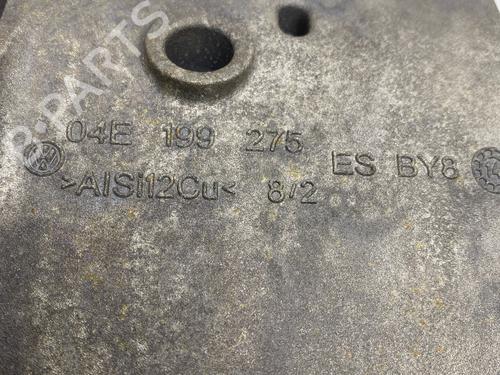 04E 199 275 ES BY8
>AlSi12Cu< 8/2
B-PARTS